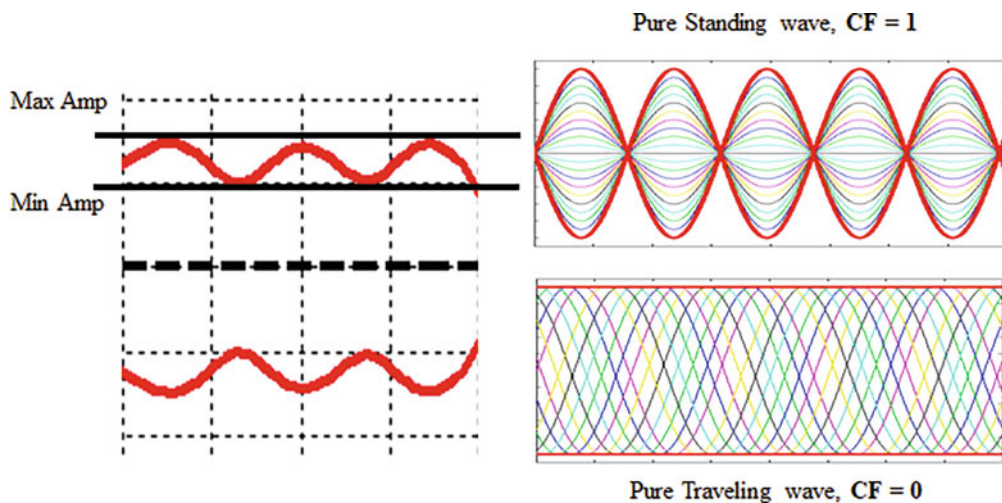 Pure Standing wave, CF = 1
Max Amp
Min Amp
Pure Traveling wave, CF = 0